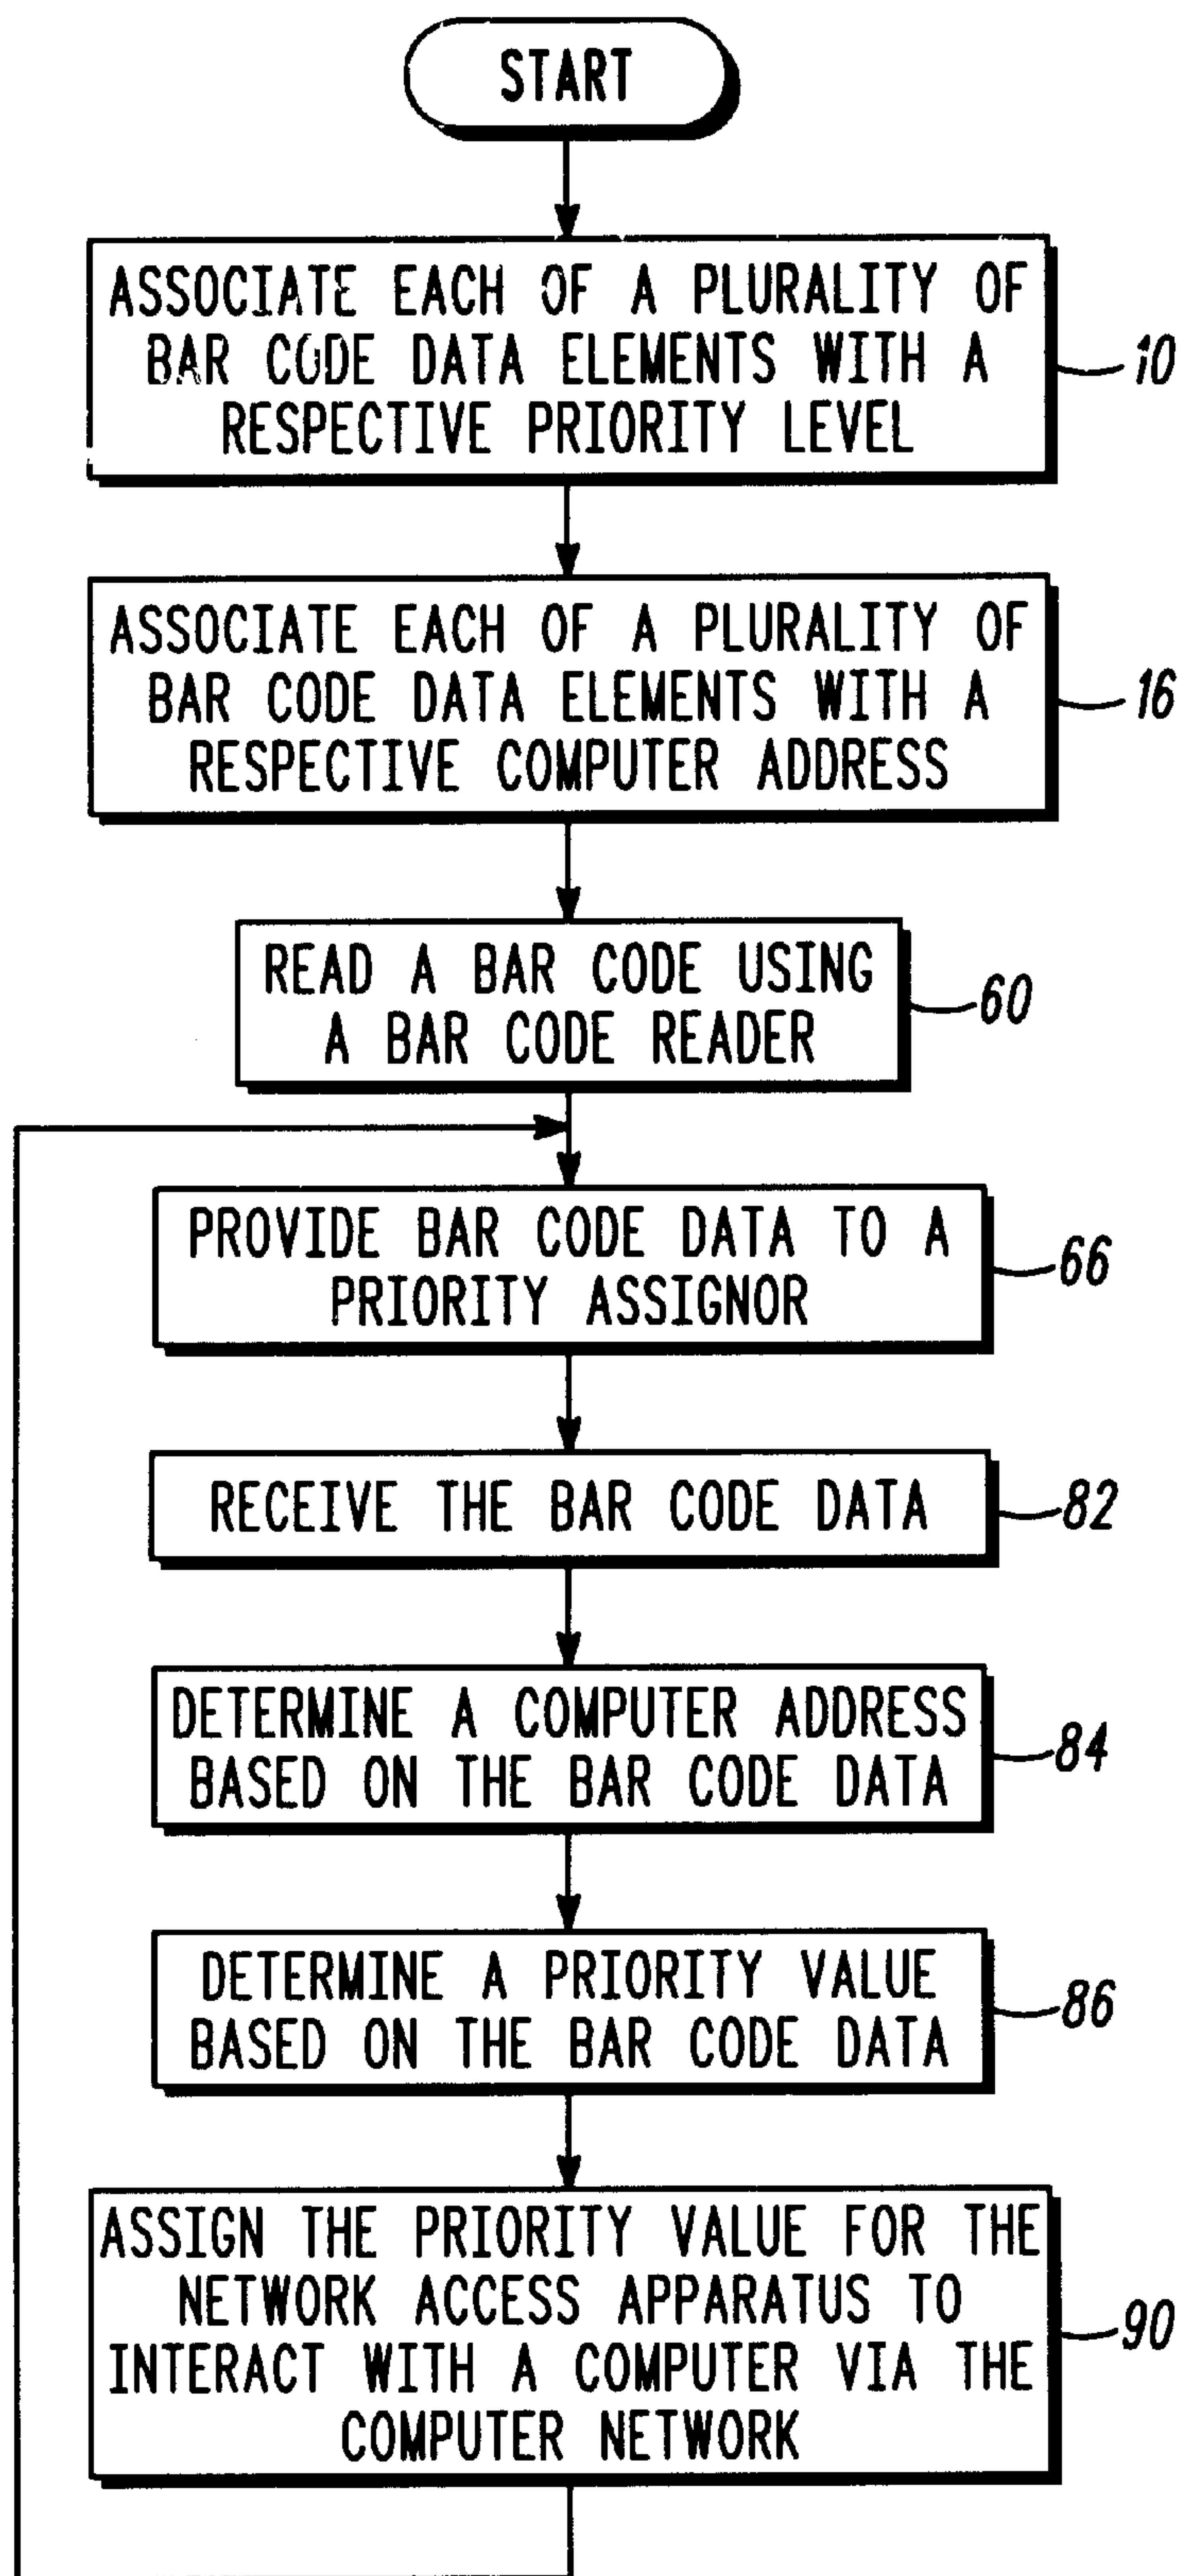 START
ASSOCIATE EACH OF A PLURALITY OF
BAR CODE DATA ELEMENTS WITH A
RESPECTIVE PRIORITY LEVEL
10
ASSOCIATE EACH OF A PLURALITY OF
BAR CODE DATA ELEMENTS WITH A
RESPECTIVE COMPUTER ADDRESS
16
READ A BAR CODE USING
A BAR CODE READER
60
PROVIDE BAR CODE DATA TO A
PRIORITY ASSIGNOR
66
RECEIVE THE BAR CODE DATA
82
DETERMINE A COMPUTER ADDRESS
BASED ON THE BAR CODE DATA
84
DETERMINE A PRIORITY VALUE
BASED ON THE BAR CODE DATA
86
ASSIGN THE PRIORITY VALUE FOR THE
NETWORK ACCESS APPARATUS TO
INTERACT WITH A COMPUTER VIA THE
COMPUTER NETWORK
90